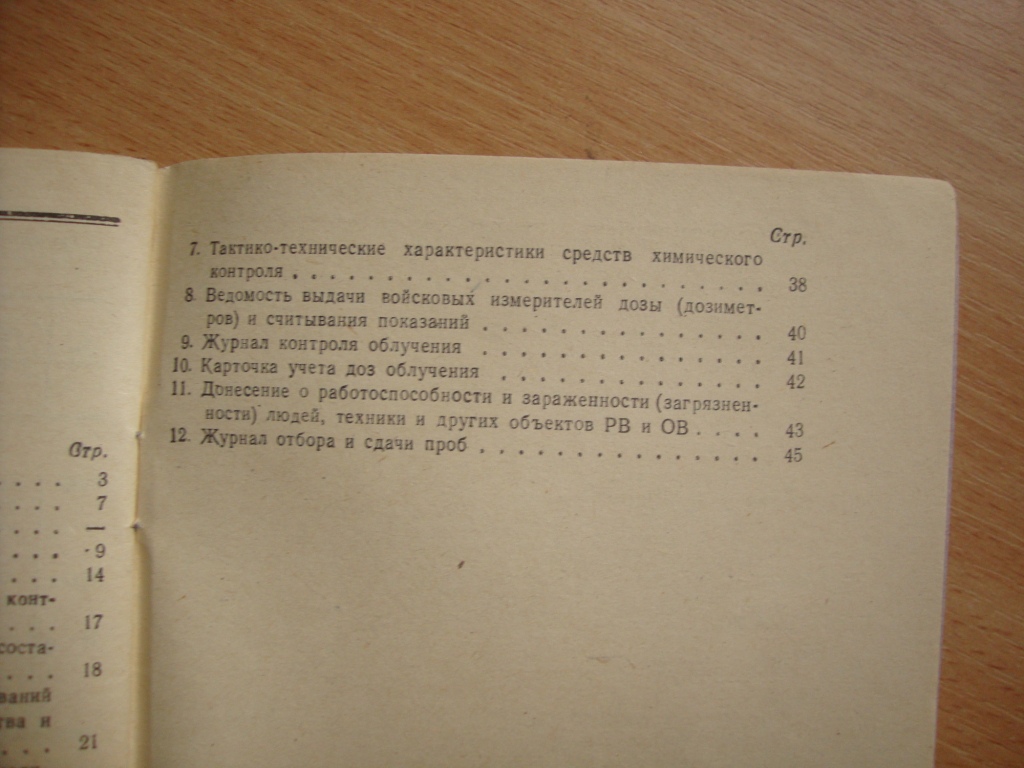 Стр.
. . . . 3
. . . . 7
. . . . —
. . . . 9
. . . . 14
конт-
. . . . 17
соста-
. . . . 18
ваний
тва и
. . . . 21
Стр.
7. Тактико-технические характеристики средств химического
контроля . . . . . . . . . . . . . . . . . . . . 38
8. Ведомость выдачи войсковых измерителей дозы (дозимет-
ров) и считывания показаний . . . . . . . . . . . . 40
9. Журнал контроля облучения . . . . . . . . . . . . 41
10. Карточка учета доз облучения . . . . . . . . . . . . 42
11. Донесение о работоспособности и зараженности (загрязнен-
ности) людей, техники и других объектов РВ и ОВ . . . . 43
12. Журнал отбора и сдачи проб . . . . . . . . . . . . . 45